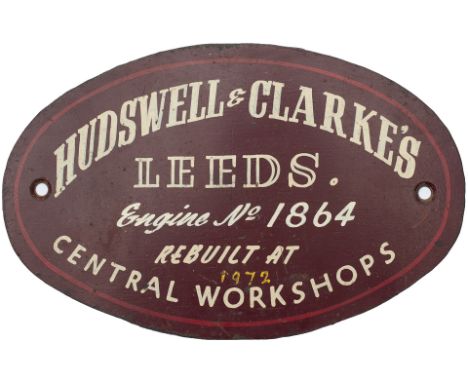 HUDSWELL & CLARKE'S
LEEDS.
Engine No 1864
REBUILT AT
1972
CENTRAL WORKSHOPS